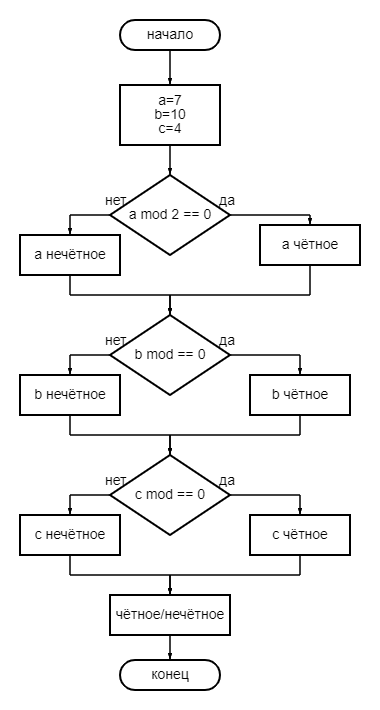 начало
a=7
b=10
c=4
нет
да
a mod 2 == 0
a нечётное
a чётное
нет
да
b mod == 0
b нечётное
b чётное
нет
да
c mod == 0
c нечётное
c чётное
чётное/нечётное
конец